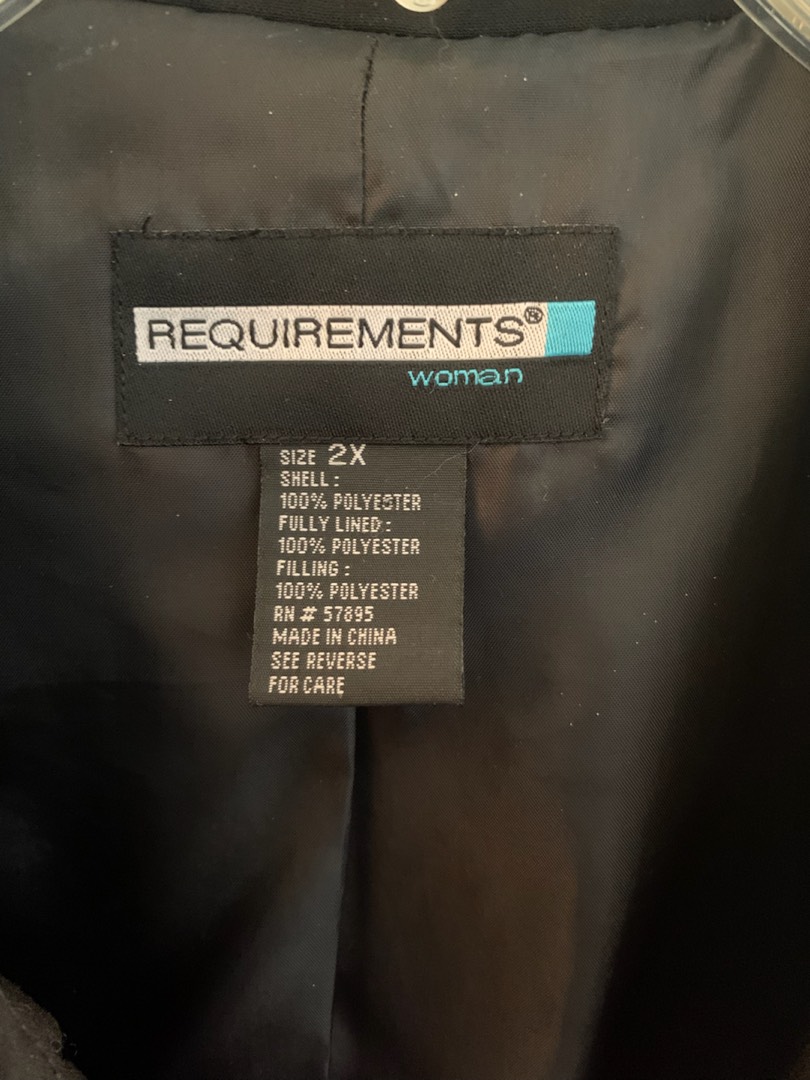 REQUIREMENTS®
woman
SIZE 2X
SHELL :
100% POLYESTER
FULLY LINED :
100% POLYESTER
FILLING :
100% POLYESTER
RN # 57895
MADE IN CHINA
SEE REVERSE
FOR CARE